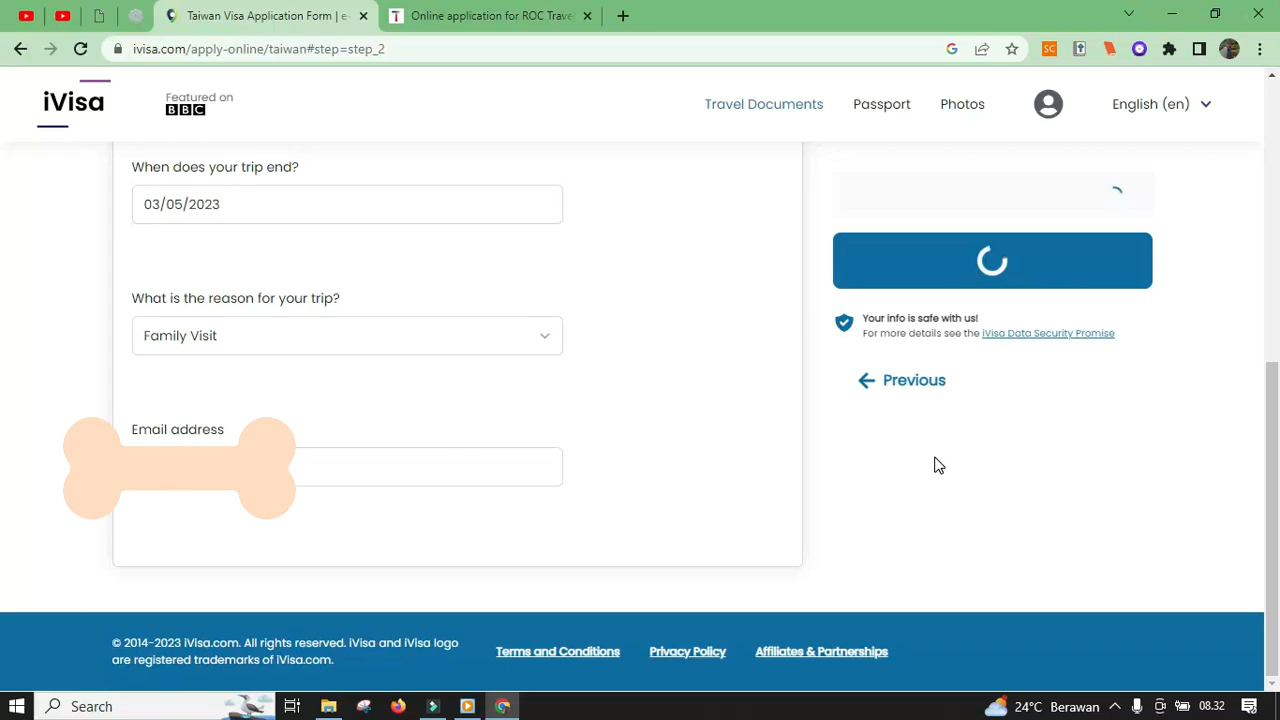 Taiwan Visa Application Form | e-
Online application for ROC Trave
ivisa.com/apply-online/taiwan#step=step_2
SC
iVisa
Featured on
BBC
Travel Documents
Passport
Photos
English (en)
When does your trip end?
03/05/2023
What is the reason for your trip?
Family Visit
Email address
Your info is safe with us!
For more details see the iVisa Data Security Promise
Previous
© 2014-2023 iVisa.com. All rights reserved. iVisa and iVisa logo
are registered trademarks of iVisa.com.
Terms and Conditions
Privacy Policy
Affiliates & Partnerships
Search
24°C Berawan
08.32